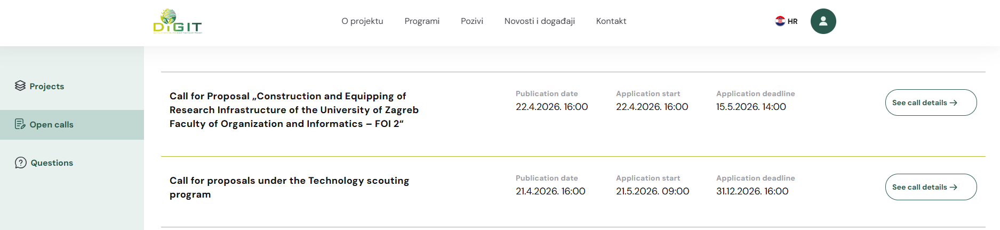 DiGIT
O projektu
Programi
Pozivi
Novosti i događaji
Kontakt
HR
Projects
Open calls
Questions
Call for Proposal „Construction and Equipping of
Research Infrastructure of the University of Zagreb
Faculty of Organization and Informatics – FOI 2“
Publication date
22.4.2026. 16:00
Application start
22.4.2026. 16:00
Application deadline
15.5.2026. 14:00
See call details
Call for proposals under the Technology scouting
program
Publication date
21.4.2026. 16:00
Application start
21.5.2026. 09:00
Application deadline
31.12.2026. 16:00
See call details